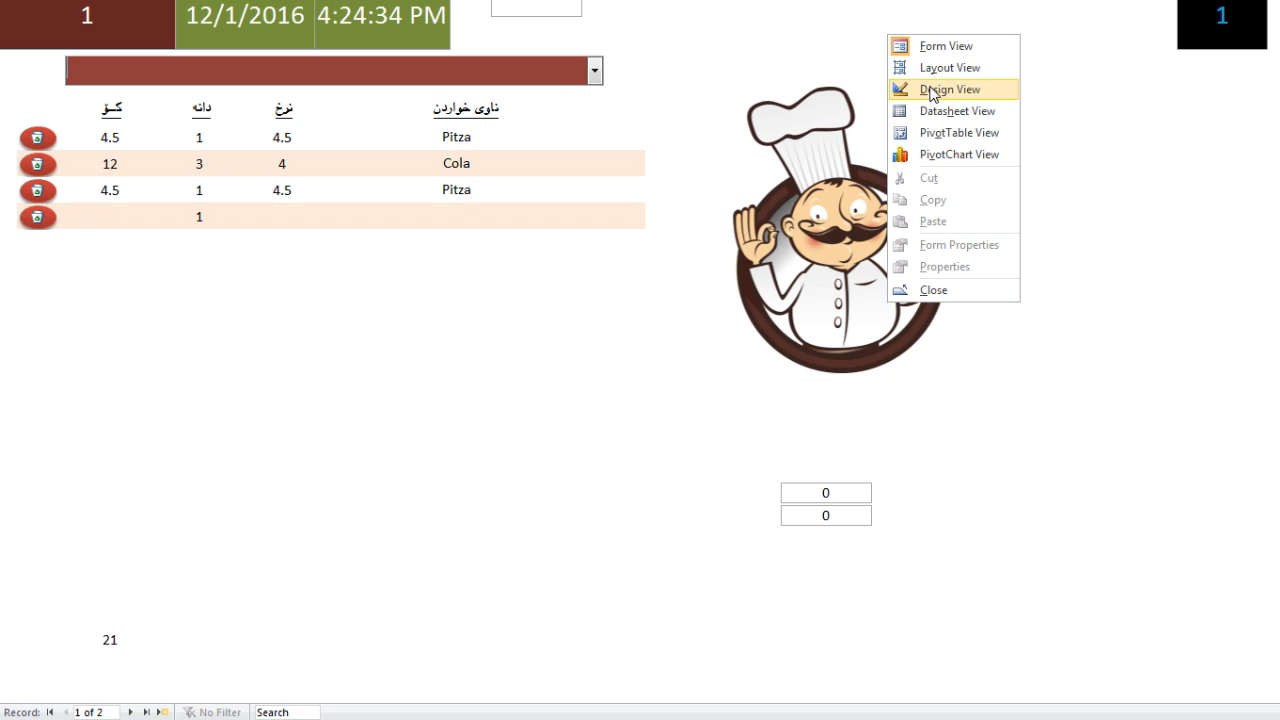 1 12/1/2016 4:24:34 PM 1
کـۆ دانە نرخ ناوی خواردن
4.5 1 4.5 Pitza
12 3 4 Cola
4.5 1 4.5 Pitza
1
Form View
Layout View
Design View
Datasheet View
PivotTable View
PivotChart View
Cut
Copy
Paste
Form Properties
Properties
Close
0
0
21
Record: 1 of 2 No Filter Search